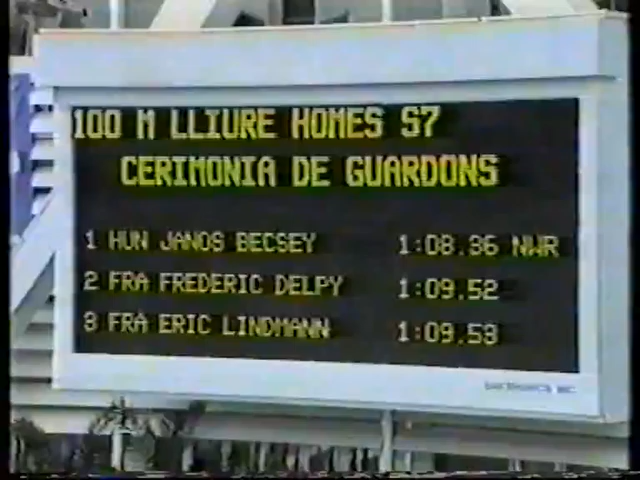 100 M LLIURE HOMES S7
CERIMONIA DE GUARDONS
1 HUN JANOS BECSEY 1:08.36 NWR
2 FRA FREDERIC DELPY 1:09.52
3 FRA ERIC LINDMANN 1:09.53